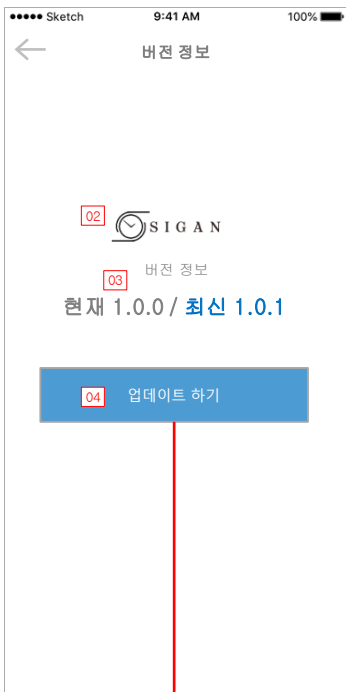 Sketch 9:41 AM 100%
버전 정보
02
SIGAN
버전 정보
03
현재 1.0.0 / 최신 1.0.1
04 업데이트 하기